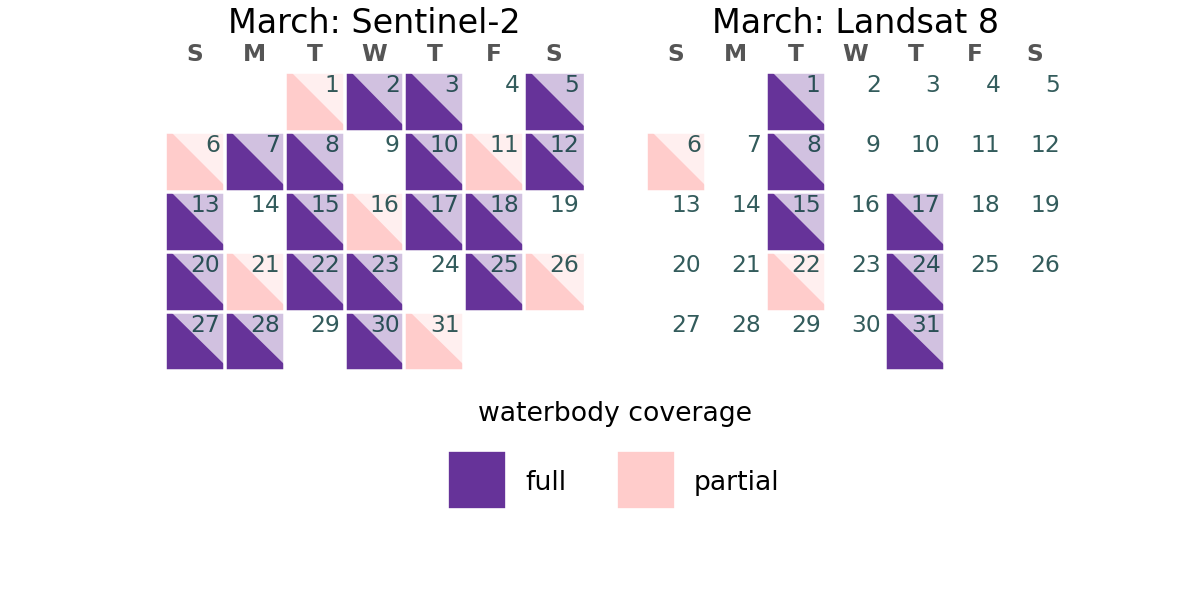 March: Sentinel-2
S M T W T F S
1 2 3 4 5
6 7 8 9 10 11 12
13 14 15 16 17 18 19
20 21 22 23 24 25 26
27 28 29 30 31
March: Landsat 8
S M T W T F S
1 2 3 4 5
6 7 8 9 10 11 12
13 14 15 16 17 18 19
20 21 22 23 24 25 26
27 28 29 30 31
waterbody coverage
full
partial